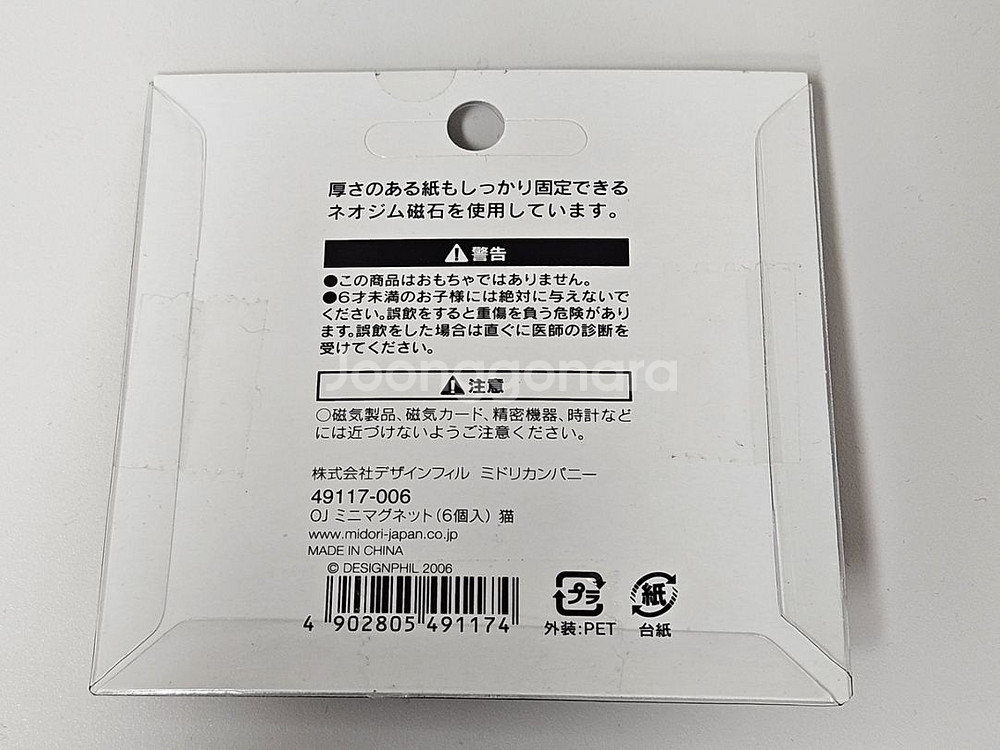 厚さのある紙もしっかり固定できる
ネオジム磁石を使用しています。
警告
●この商品はおもちゃではありません。
●6才未満のお子様には絶対に与えないで
ください。誤飲をすると重傷を負う危険があり
ます。誤飲をした場合は直ぐに医師の診断を
受けてください。
Joonggonara
注意
○磁気製品、磁気カード、精密機器、時計など
には近づけないようご注意ください。
株式会社デザインフィル ミドリカンパニー
49117-006
OJ ミニマグネット(6個入) 猫
www.midori-japan.co.jp
MADE IN CHINA
© DESIGNPHIL 2006
4 902805 491174
プラ
外装:PET
紙
台紙